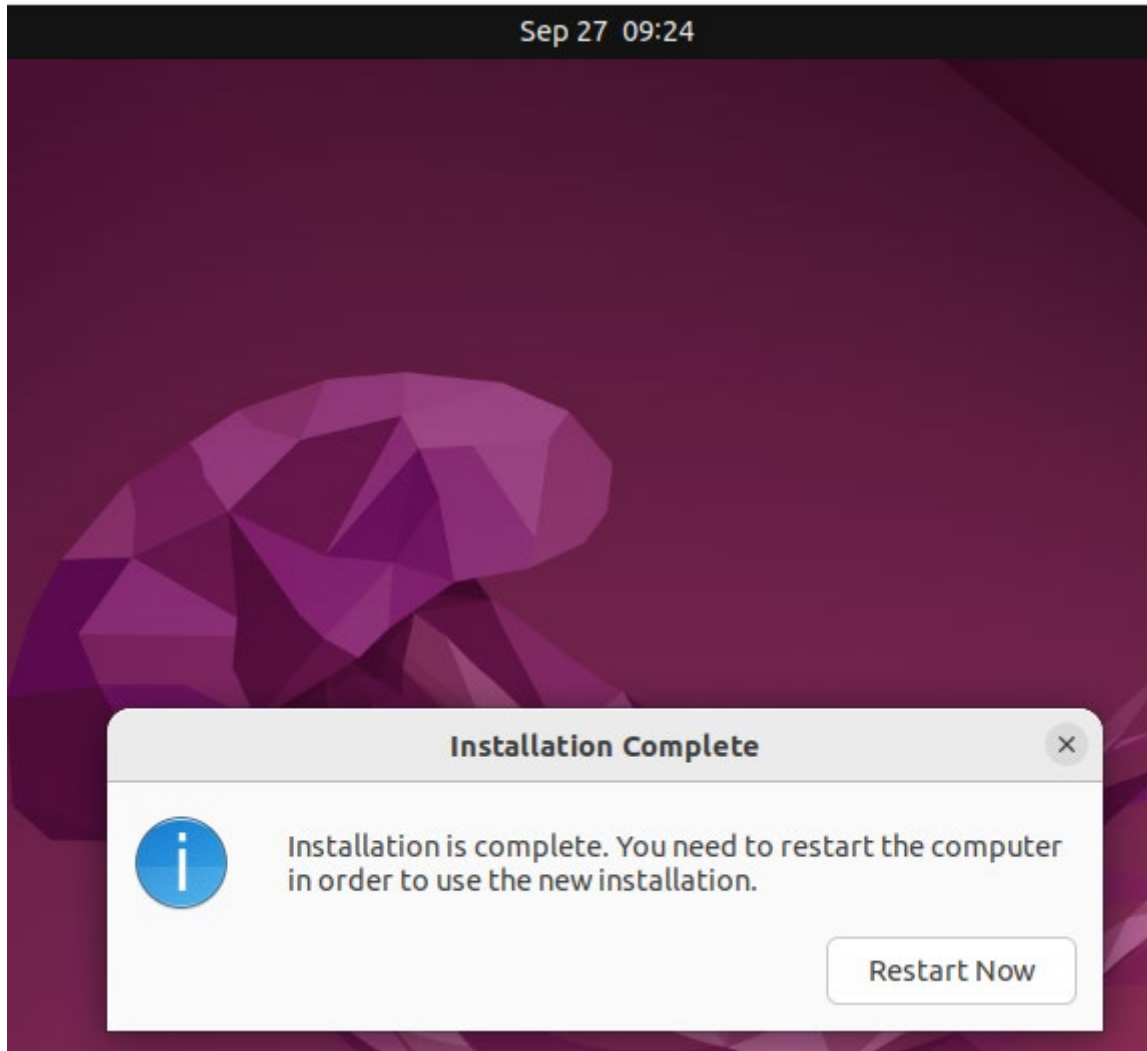 Sep 27 09:24
Installation Complete
Installation is complete. You need to restart the computer
in order to use the new installation.
Restart Now